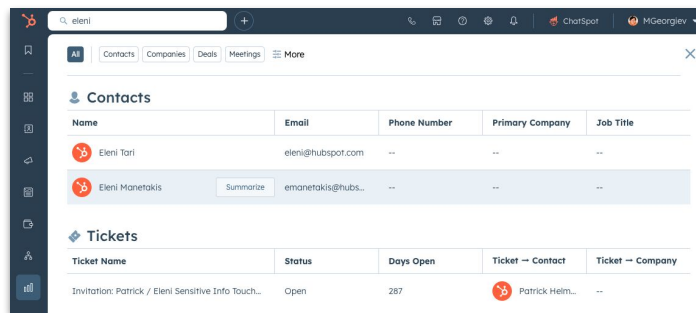 eleni
ChatSpot
MGeorgiev
All Contacts Companies Deals Meetings More
Contacts
Name Email Phone Number Primary Company Job Title
Eleni Tari eleni@hubspot.com -- -- --
Eleni Manetakis Summarize emanetakis@hubs... -- -- --
Tickets
Ticket Name Status Days Open Ticket → Contact Ticket → Company
Invitation: Patrick / Eleni Sensitive Info Touch... Open 287 Patrick Helm... --